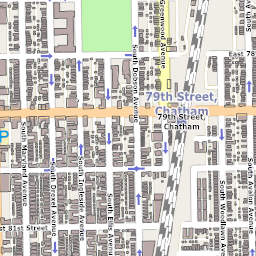 Greenwood Avenue
South Dobson Avenue
East 78
79th Street,
Chatham
79th Street,
Chatham
P
South Maryland Avenue
South Drexel Avenue
South Ingleside Avenue
South Ellis Avenue
South Woodlawn Avenue
st 81st Street